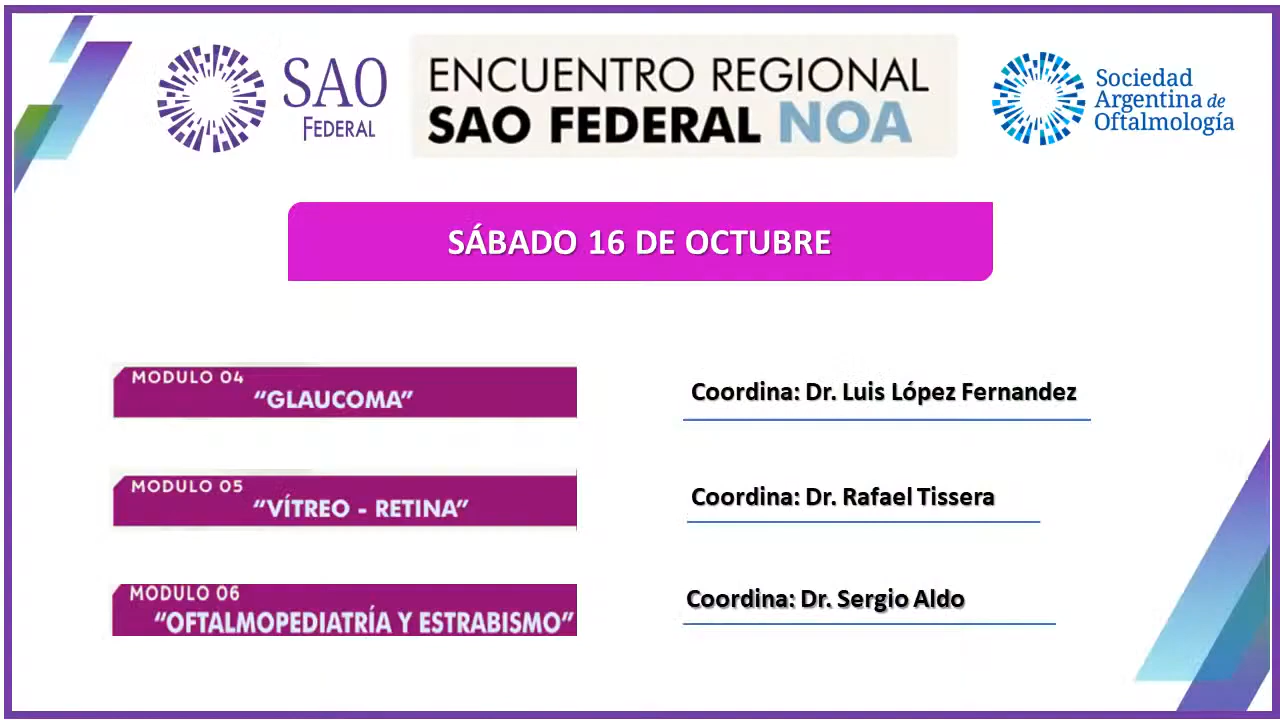 SAO
FEDERAL
ENCUENTRO REGIONAL
SAO FEDERAL NOA
Sociedad
Argentina de
Oftalmología
SÁBADO 16 DE OCTUBRE
MODULO 04
“GLAUCOMA”
Coordina: Dr. Luis López Fernandez
MODULO 05
“VÍTREO - RETINA”
Coordina: Dr. Rafael Tissera
MODULO 06
“OFTALMOPEDIATRÍA Y ESTRABISMO”
Coordina: Dr. Sergio Aldo